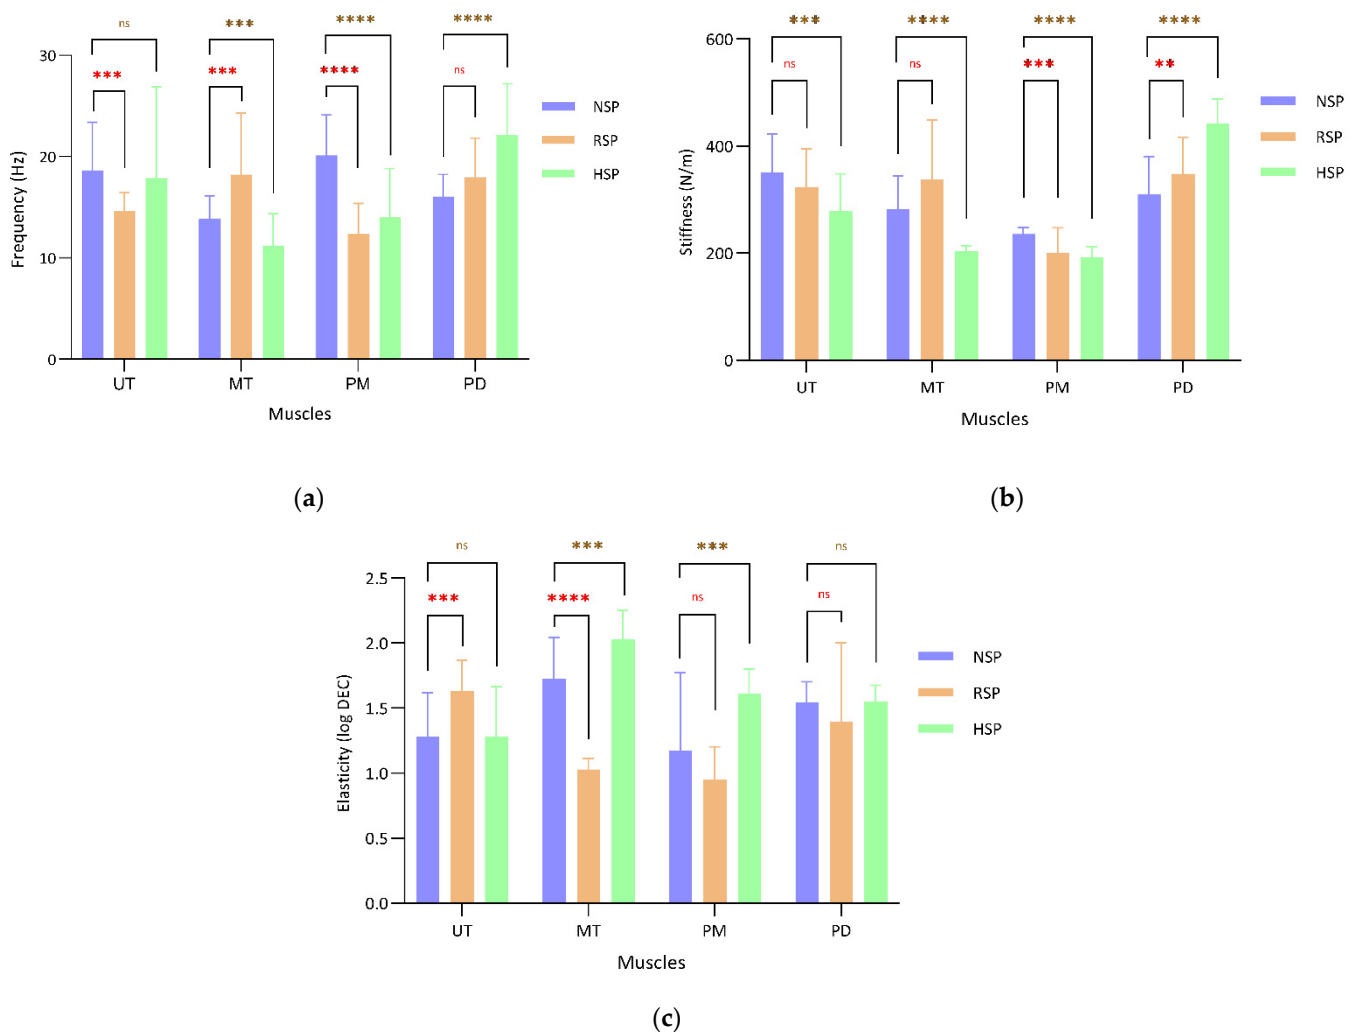 ns *** **** ****
*** *** **** ns
30
20
10
0
Frequency (Hz)
UT MT PM PD
Muscles
NSP
RSP
HSP
(a)
*** **** **** ****
ns ns *** **
600
400
200
0
Stiffness (N/m)
UT MT PM PD
Muscles
NSP
RSP
HSP
(b)
ns *** *** ns
*** **** ns ns
2.5
2.0
1.5
1.0
0.5
0.0
Elasticity (log DEC)
UT MT PM PD
Muscles
NSP
RSP
HSP
(c)